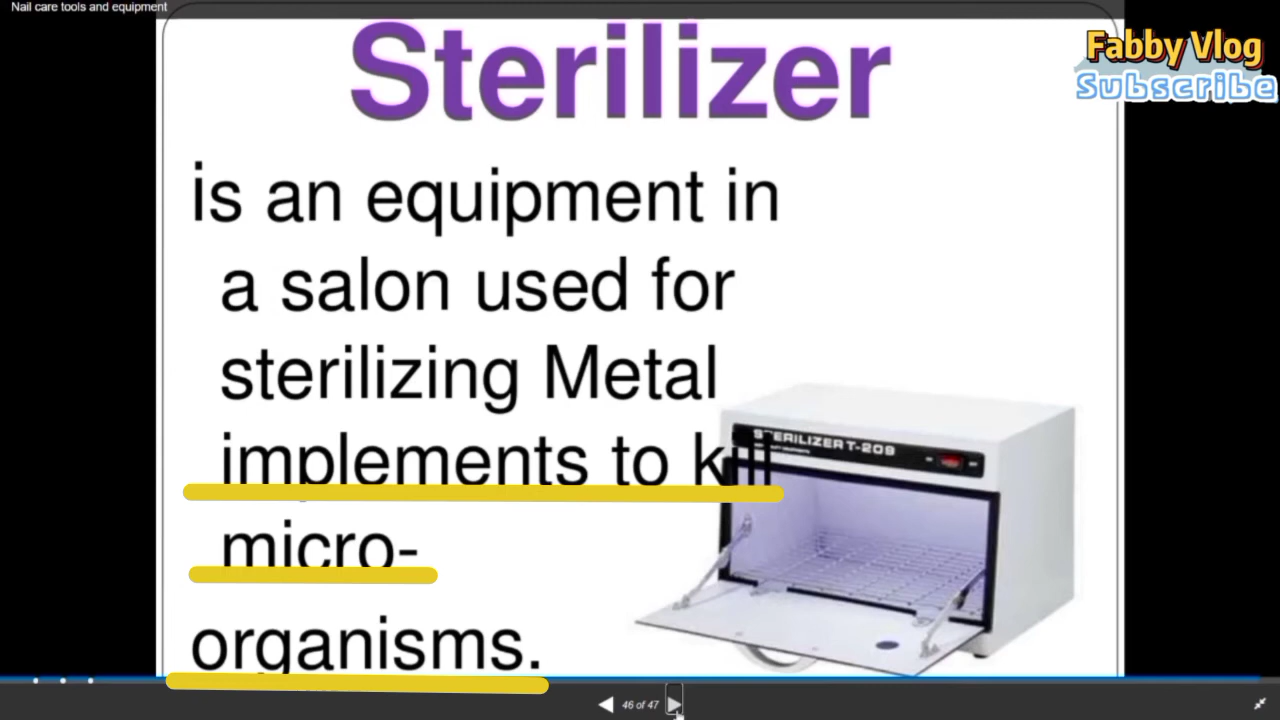 Nail care tools and equipment
Fabby Vlog
Subscribe
Sterilizer
is an equipment in
a salon used for
sterilizing Metal
implements to kill
micro-
organisms.
STERILIZER T-209
46 of 47